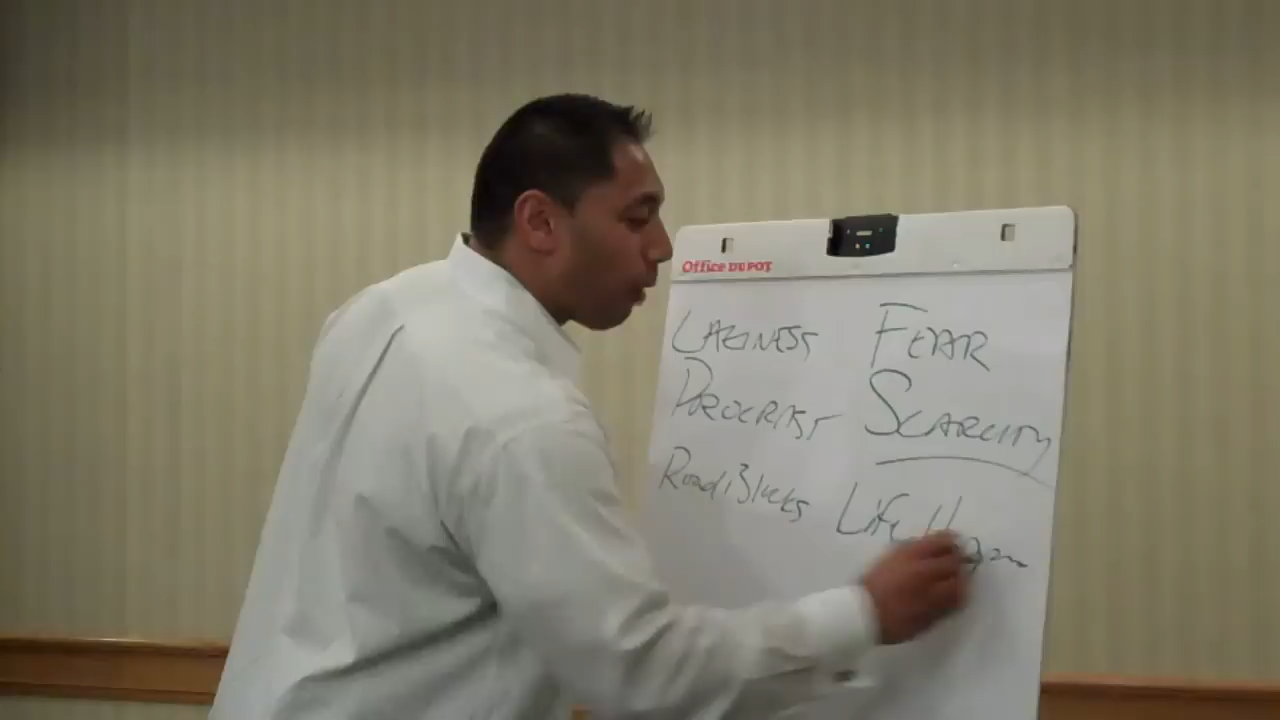 Office DEPOT
LAZINESS FEAR
PROCRAST SCARCITY
RoadBlocks Life